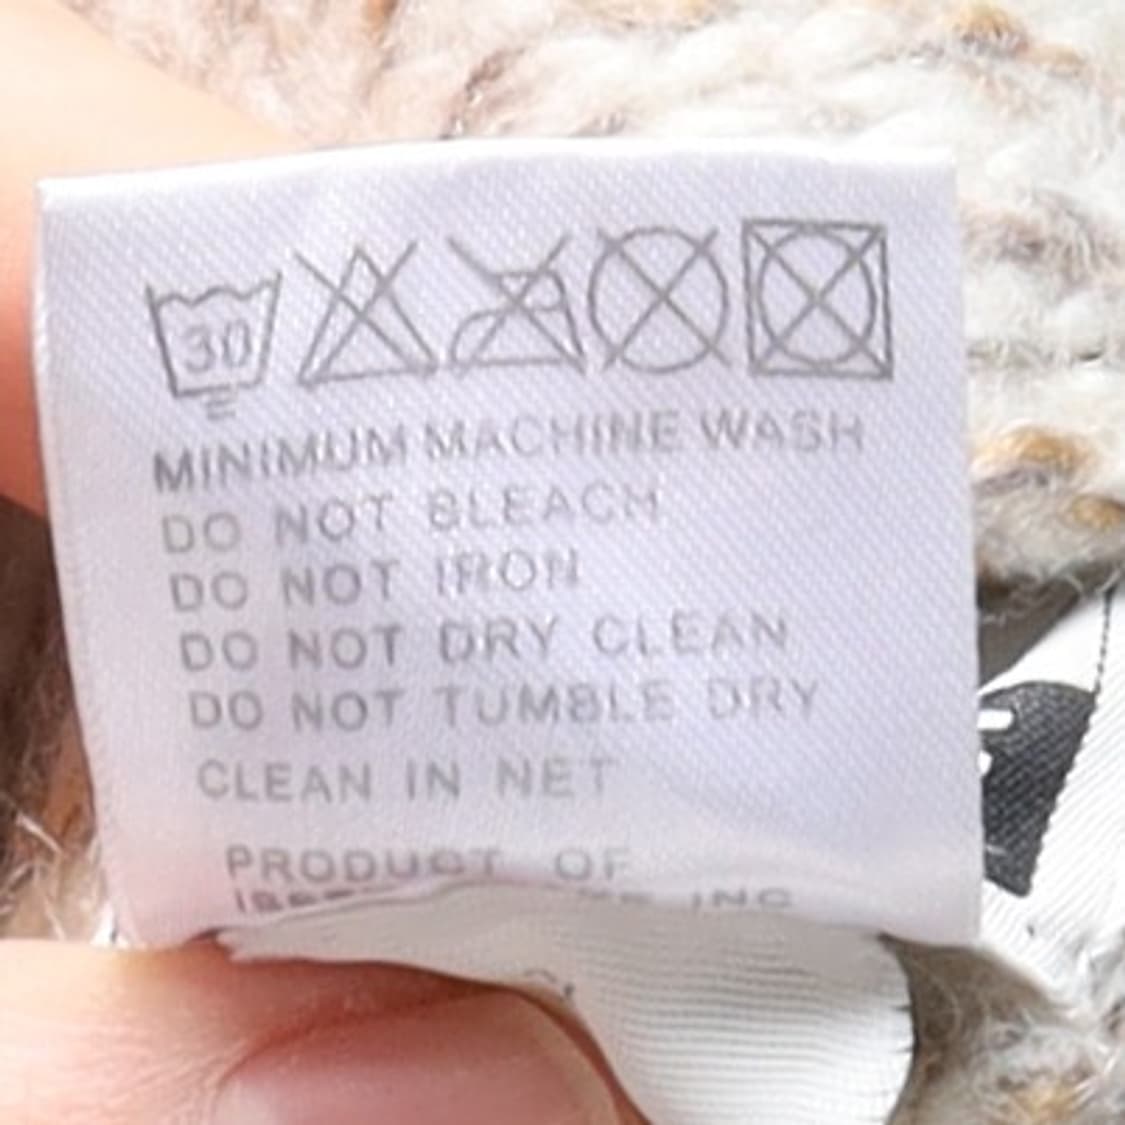 30
MINIMUM MACHINE WASH
DO NOT BLEACH
DO NOT IRON
DO NOT DRY CLEAN
DO NOT TUMBLE DRY
CLEAN IN NET
PRODUCT OF
INC